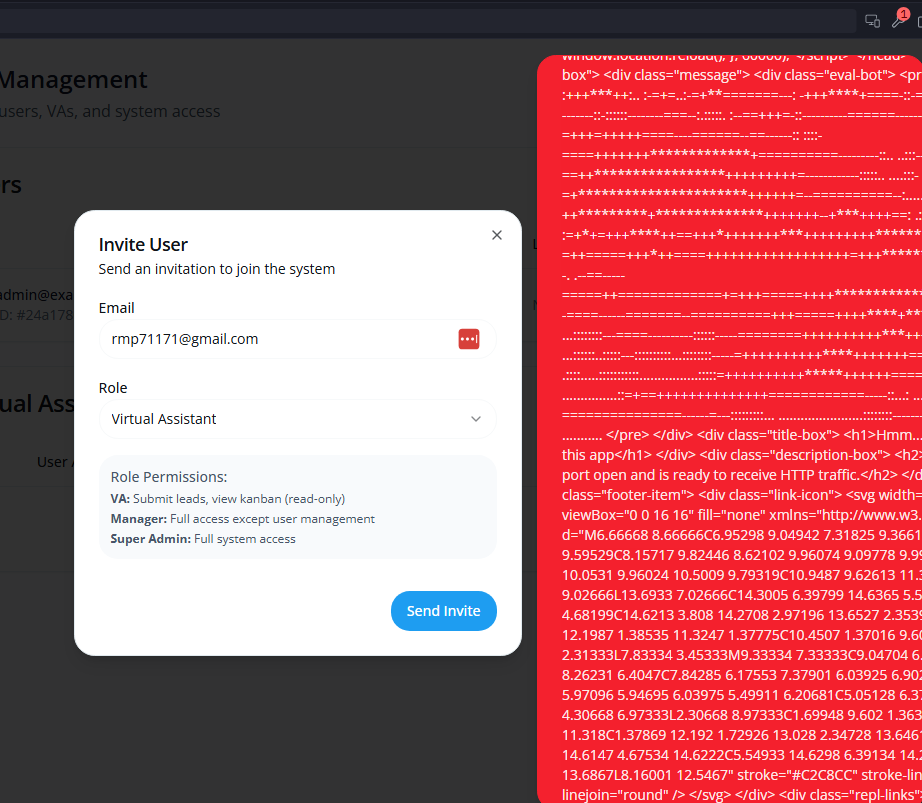 1
Management
users, VAs, and system access
rs
admin@exa
D: #24a178
ual Ass
User A
Invite User
Send an invitation to join the system
Email
rmp71171@gmail.com
Role
Virtual Assistant
Role Permissions:
VA: Submit leads, view kanban (read-only)
Manager: Full access except user management
Super Admin: Full system access
Send Invite
window.location.reload(); }, 60000); </script> </head>
box"> <div class="message"> <div class="eval-bot"> <pr
</pre> </div> <div class="title-box"> <h1>Hmm...
this app</h1> </div> <div class="description-box"> <h2>
port open and is ready to receive HTTP traffic.</h2> </d
class="footer-item"> <div class="link-icon"> <svg width=
viewBox="0 0 16 16" fill="none" xmlns="http://www.w3.
d="M6.66668 8.66666C6.95298 9.04942 7.31825 9.3661
9.59529C8.15717 9.82446 8.62102 9.96074 9.09778 9.99
10.0531 9.96024 10.5009 9.79319C10.9487 9.62613 11.3
9.02666L13.6933 7.02666C14.3005 6.39799 14.6365 5.5
4.68199C14.6213 3.808 14.2708 2.97196 13.6527 2.3539
12.1987 1.38535 11.3247 1.37775C10.4507 1.37016 9.60
2.31333L7.83334 3.45333M9.33334 7.33333C9.04704 6.
8.26231 6.4047C7.84285 6.17553 7.37901 6.03925 6.902
5.97096 5.94695 6.03975 5.49911 6.20681C5.05128 6.37
4.30668 6.97333L2.30668 8.97333C1.69948 9.602 1.363
11.318C1.37869 12.192 1.72926 13.028 2.34728 13.6461
14.6147 4.67534 14.6222C5.54933 14.6298 6.39134 14.2
13.6867L8.16001 12.5467" stroke="#C2C8CC" stroke-lin
linejoin="round" /> </svg> </div> <div class="repl-links">